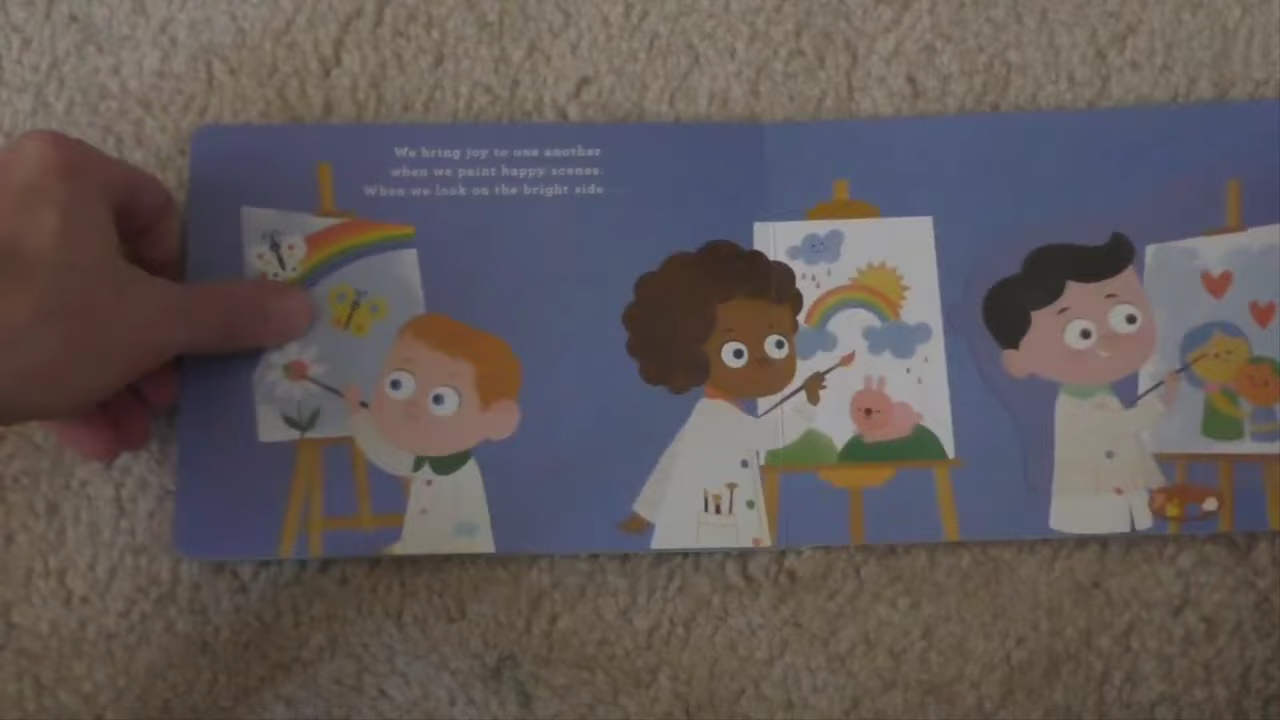 We bring joy to one another
when we paint happy scenes.
When we look on the bright side